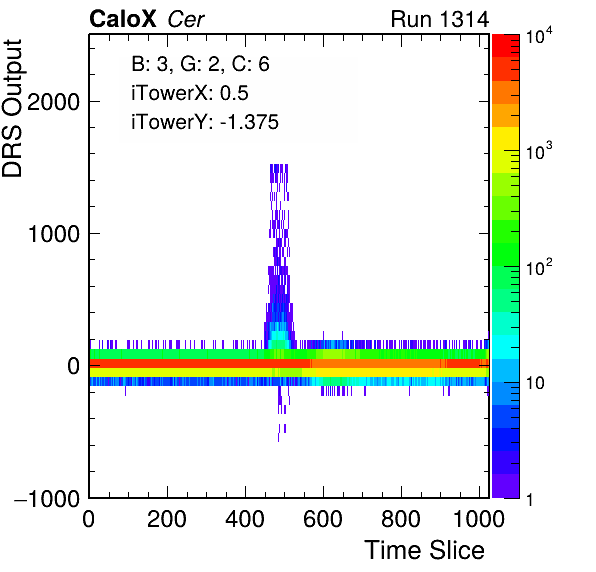 CaloX Cer Run 1314
B: 3, G: 2, C: 6
iTowerX: 0.5
iTowerY: -1.375
DRS Output
2000
1000
0
−1000
0 200 400 600 800 1000
Time Slice
10^4
10^3
10^2
10
1